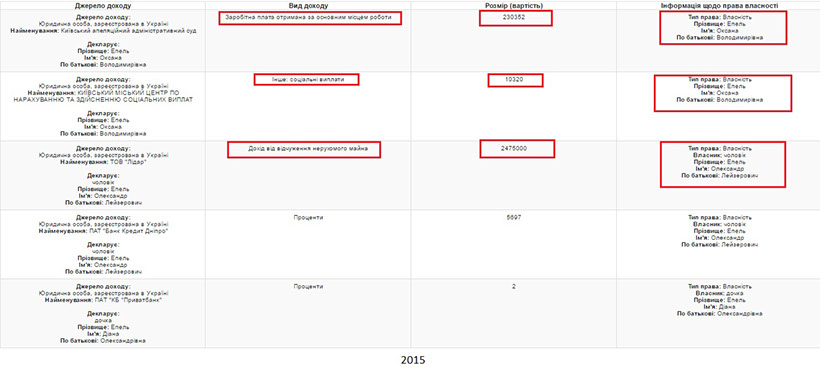 Джерело доходу Вид доходу Розмір (вартість) Інформація щодо права власності
Джерело доходу:
Юридична особа, зареєстрована в Україні
Найменування: Київський апеляційний адміністративний суд
Декларує:
Прізвище: Епель
Ім'я: Оксана
По батькові: Володимирівна
Заробітна плата отримана за основним місцем роботи
230352
Тип права: Власність
Прізвище: Епель
Ім'я: Оксана
По батькові: Володимирівна
Джерело доходу:
Юридична особа, зареєстрована в Україні
Найменування: КИЇВСЬКИЙ МІСЬКИЙ ЦЕНТР ПО
НАРАХУВАННЮ ТА ЗДІЙСНЕННЮ СОЦІАЛЬНИХ ВИПЛАТ
Декларує:
Прізвище: Епель
Ім'я: Оксана
По батькові: Володимирівна
Інше: соціальні виплати
10320
Тип права: Власність
Прізвище: Епель
Ім'я: Оксана
По батькові: Володимирівна
Джерело доходу:
Юридична особа, зареєстрована в Україні
Найменування: ТОВ "Лідар"
Декларує:
чоловік
Прізвище: Епель
Ім'я: Олександр
По батькові: Лейзерович
Дохід від відчуження нерухомого майна
2475000
Тип права: Власність
Власник: чоловік
Прізвище: Епель
Ім'я: Олександр
По батькові: Лейзерович
Джерело доходу:
Юридична особа, зареєстрована в Україні
Найменування: ПАТ "Банк Кредит Дніпро"
Декларує:
чоловік
Прізвище: Епель
Ім'я: Олександр
По батькові: Лейзерович
Проценти
5697
Тип права: Власність
Власник: чоловік
Прізвище: Епель
Ім'я: Олександр
По батькові: Лейзерович
Джерело доходу:
Юридична особа, зареєстрована в Україні
Найменування: ПАТ "КБ "Приватбанк"
Декларує:
дочка
Прізвище: Епель
Ім'я: Діана
По батькові: Олександрівна
Проценти
2
Тип права: Власність
Власник: дочка
Прізвище: Епель
Ім'я: Діана
По батькові: Олександрівна
2015